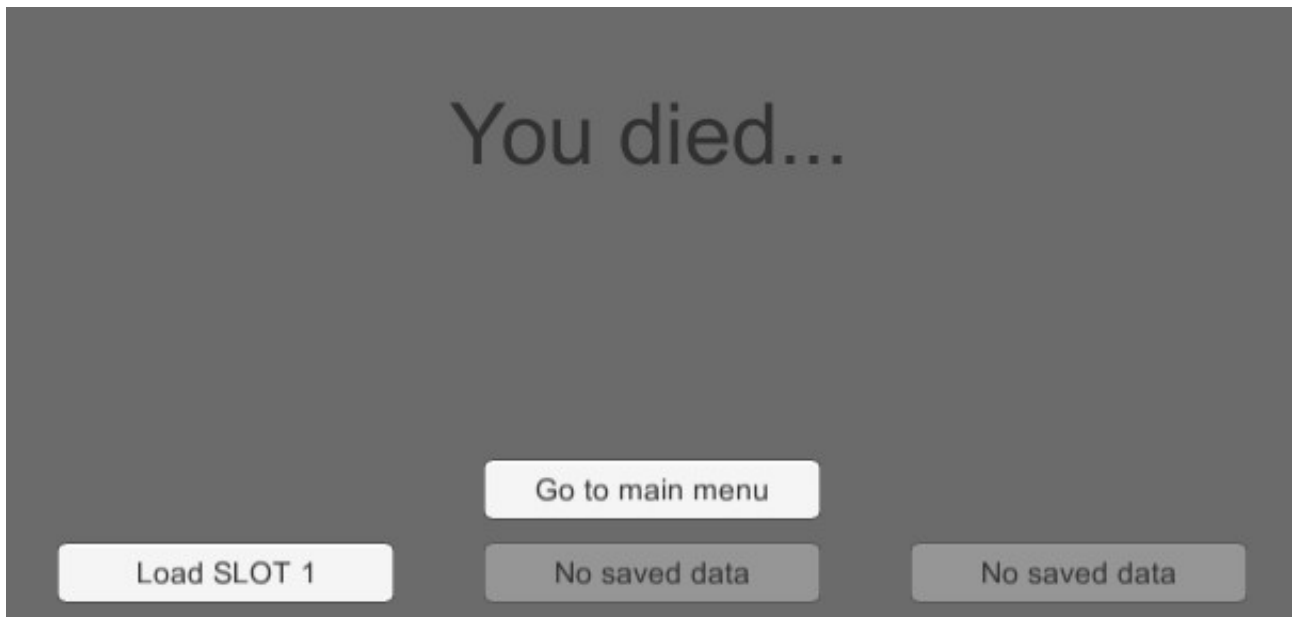 You died...
Go to main menu
Load SLOT 1
No saved data
No saved data